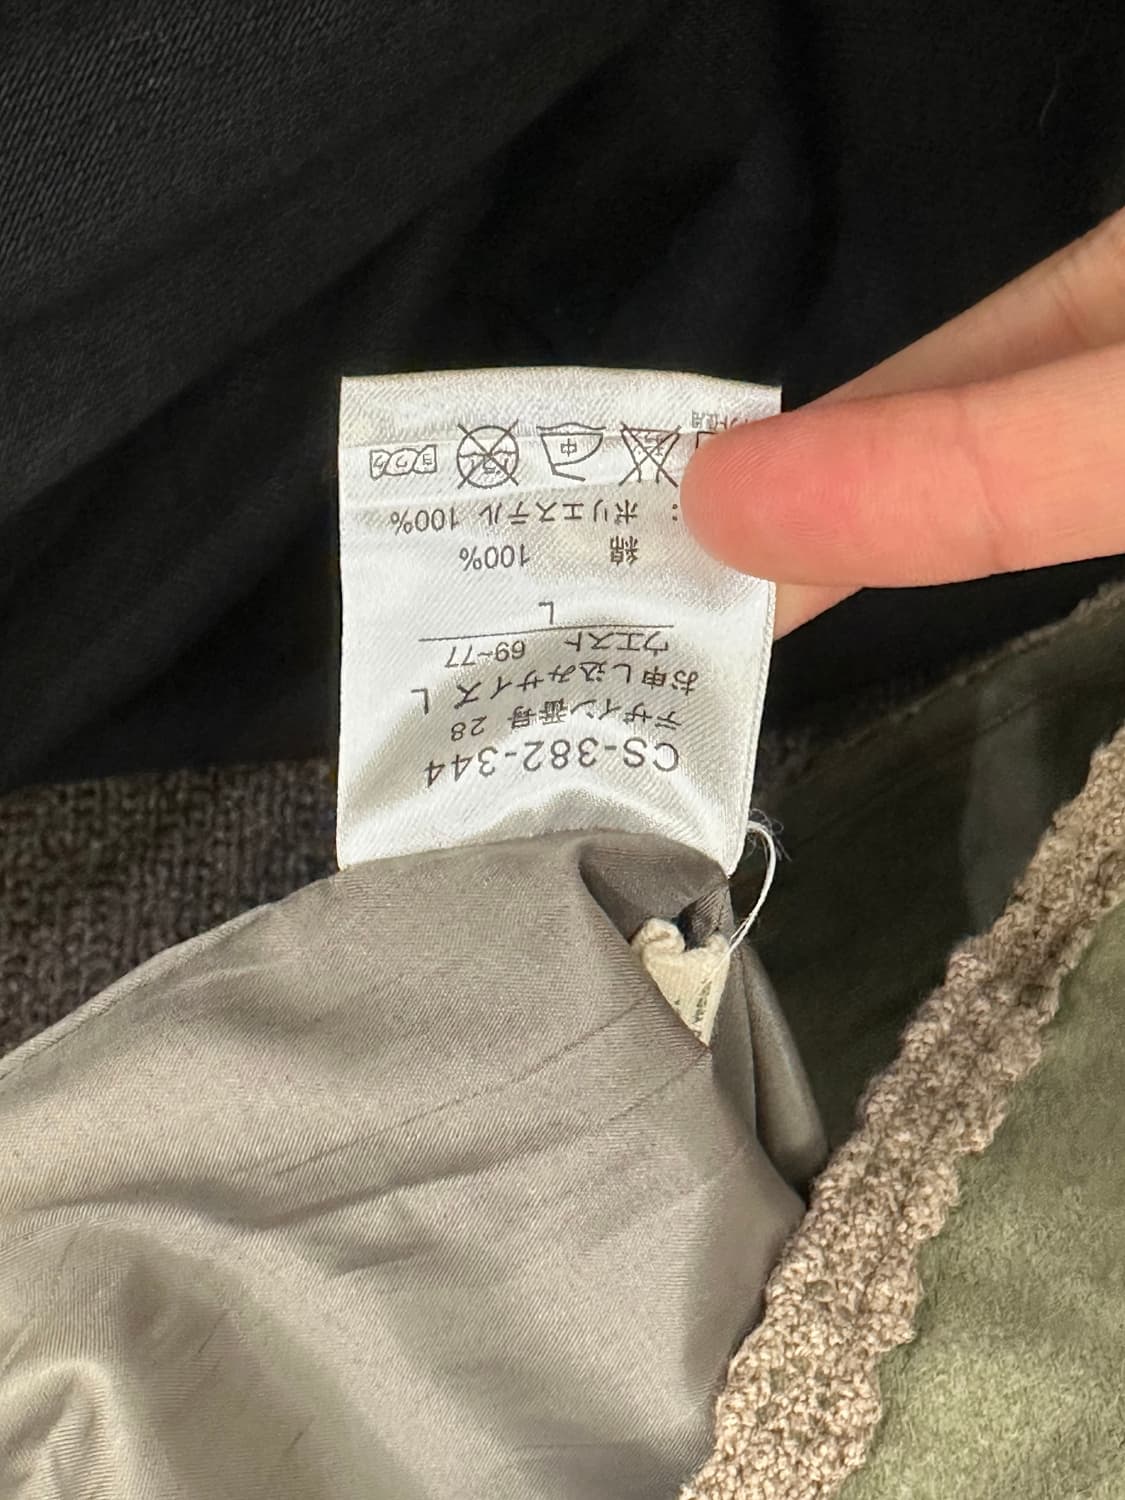 CS-382-344
デザイン番号 28
お申し込みサイズ L
ウエスト 69~77
L
綿 100%
: ポリエステル 100%
中